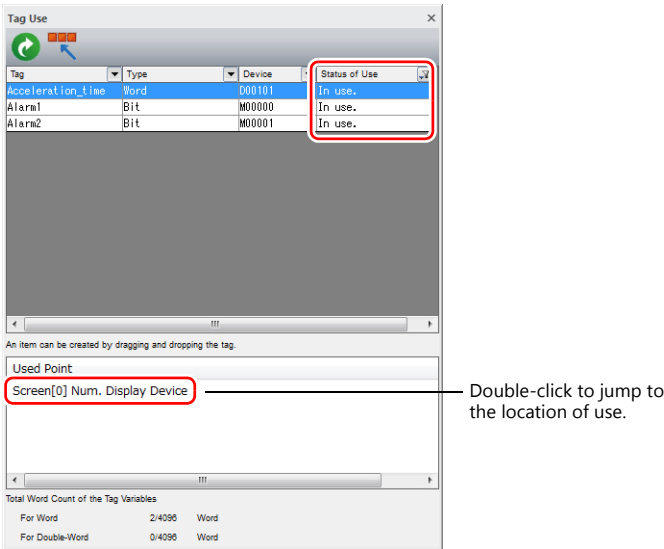 Tag Use
Tag Type Device Status of Use
Acceleration_time Word D00101 In use.
Alarm1 Bit M00000 In use.
Alarm2 Bit M00001 In use.
An item can be created by dragging and dropping the tag.
Used Point
Screen[0] Num. Display Device
Double-click to jump to
the location of use.
Total Word Count of the Tag Variables
For Word 2/4096 Word
For Double-Word 0/4096 Word